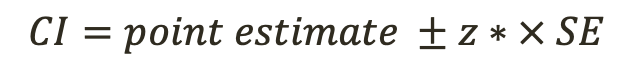 CI = point estimate ± z * × SE